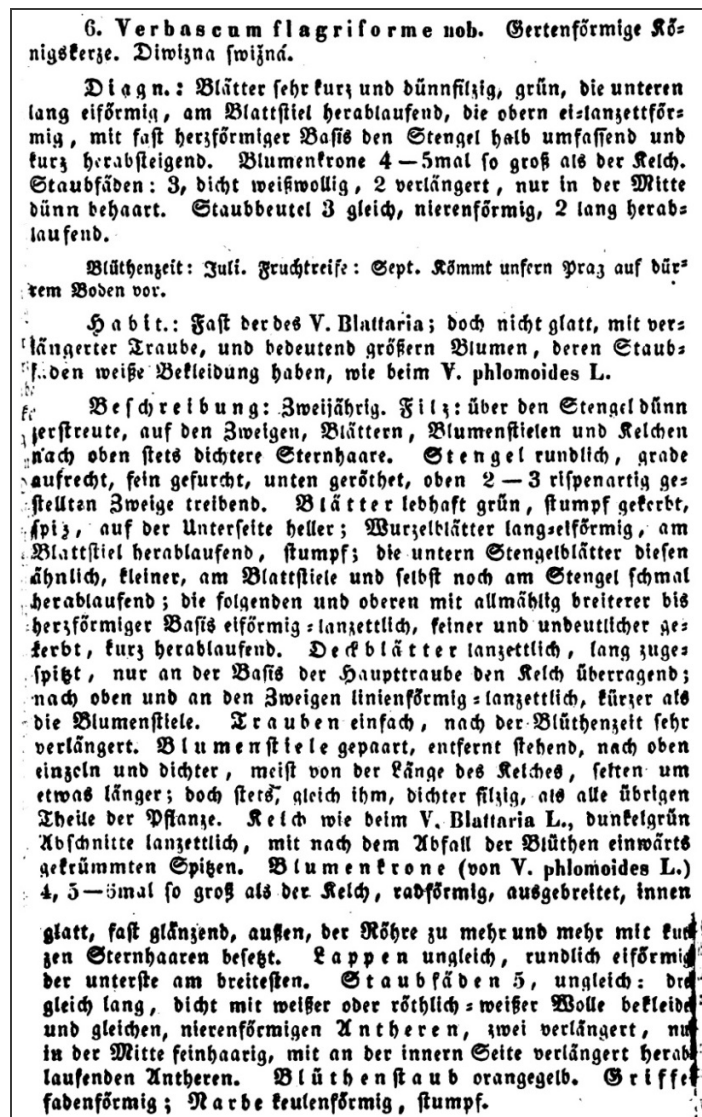 6. Verbascum flagriforme nob. Gertenförmige Kö=
nigskerze. Diwizna swižná.
Diagn.: Blätter sehr kurz und dünnfilzig, grün, die unteren
lang eiförmig, am Blattstiel herablaufend, die obern ei=lanzettför=
mig, mit fast herzförmiger Basis den Stengel halb umfassend und
kurz herabsteigend. Blumenkrone 4—5mal so groß als der Kelch.
Staubfäden: 3, dicht weißwollig, 2 verlängert, nur in der Mitte
dünn behaart. Staubbeutel 3 gleich, nierenförmig, 2 lang herab=
laufend.
Blüthenzeit: Juli. Fruchtreife: Sept. Kömmt unfern Prag auf dür=
rem Boden vor.
Habit.: Fast der des V. Blattaria; doch nicht glatt, mit ver=
längerter Traube, und bedeutend größern Blumen, deren Staub=
fäden weiße Bekleidung haben, wie beim V. phlomoides L.
Beschreibung: Zweijährig. Filz: über den Stengel dünn
zerstreute, auf den Zweigen, Blättern, Blumenstielen und Kelchen
nach oben stets dichtere Sternhaare. Stengel rundlich, grade
aufrecht, fein gefurcht, unten geröthet, oben 2—3 rispenartig ge=
stellten Zweige treibend. Blätter lebhaft grün, stumpf gekerbt,
spiz, auf der Unterseite heller; Wurzelblätter lang=eiförmig, am
Blattstiel herablaufend, stumpf; die untern Stengelblätter diesen
ähnlich, kleiner, am Blattstiele und selbst noch am Stengel schmal
herablaufend; die folgenden und oberen mit allmählig breiterer bis
herzförmiger Basis eiförmig=lanzettlich, feiner und undeutlicher ge=
kerbt, kurz herablaufend. Deckblätter lanzettlich, lang zuge=
spitzt, nur an der Basis der Haupttraube den Kelch überragend;
nach oben und an den Zweigen linienförmig=lanzettlich, kürzer als
die Blumenstiele. Trauben einfach, nach der Blüthenzeit sehr
verlängert. Blumenstiele gepaart, entfernt stehend, nach oben
einzeln und dichter, meist von der Länge des Kelches, selten um
etwas länger; doch stets, gleich ihm, dichter filzig, als alle übrigen
Theile der Pflanze. Kelch wie beim V. Blattaria L., dunkelgrün
Abschnitte lanzettlich, mit nach dem Abfall der Blüthen einwärts
gekrümmten Spitzen. Blumenkrone (von V. phlomoides L.)
4, 5—6mal so groß als der Kelch, radförmig, ausgebreitet, innen
glatt, fast glänzend, außen, der Röhre zu mehr und mehr mit kur
zen Sternhaaren besetzt. Lappen ungleich, rundlich eiförmig
der unterste am breitesten. Staubfäden 5, ungleich: drei
gleich lang, dicht mit weißer oder röthlich=weißer Wolle bekleide
und gleichen, nierenförmigen Antheren, zwei verlängert, nu
in der Mitte feinhaarig, mit an der innern Seite verlängert herab
laufenden Antheren. Blüthenstaub orangegelb. Griffel
fadenförmig; Narbe keulenförmig, stumpf.